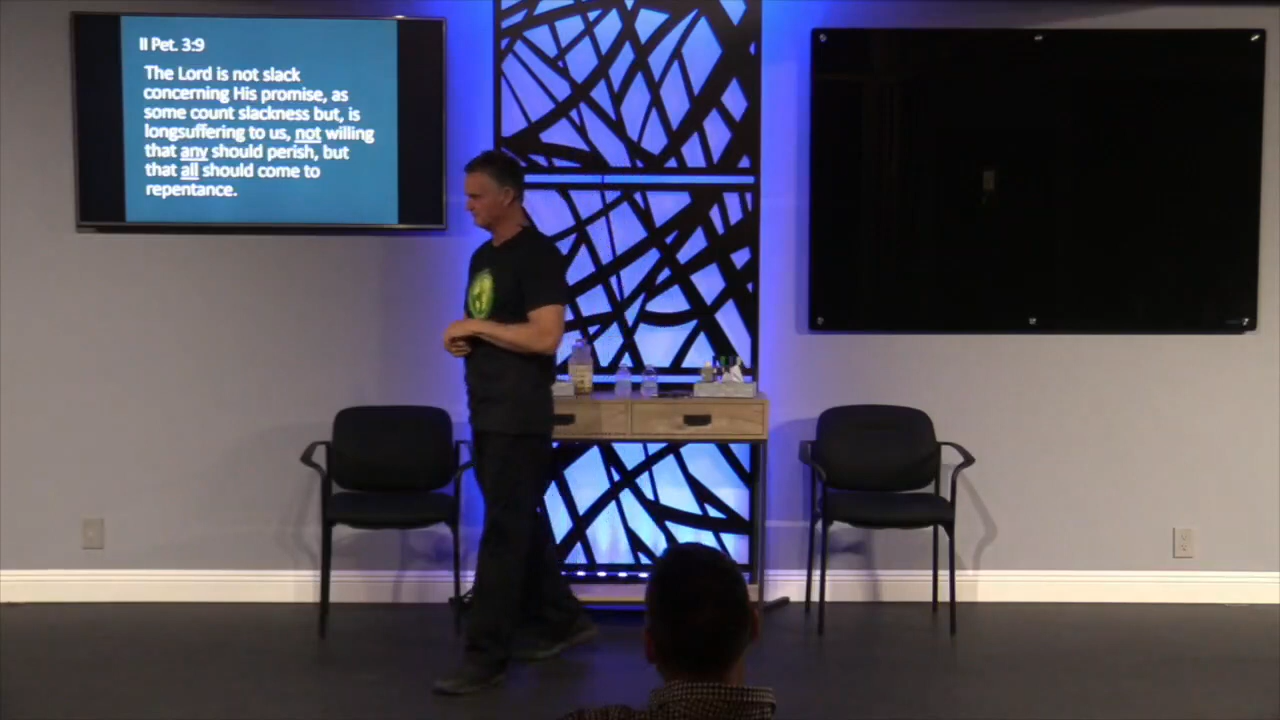 II Pet. 3:9
The Lord is not slack
concerning His promise, as
some count slackness but, is
longsuffering to us, not willing
that any should perish, but
that all should come to
repentance.